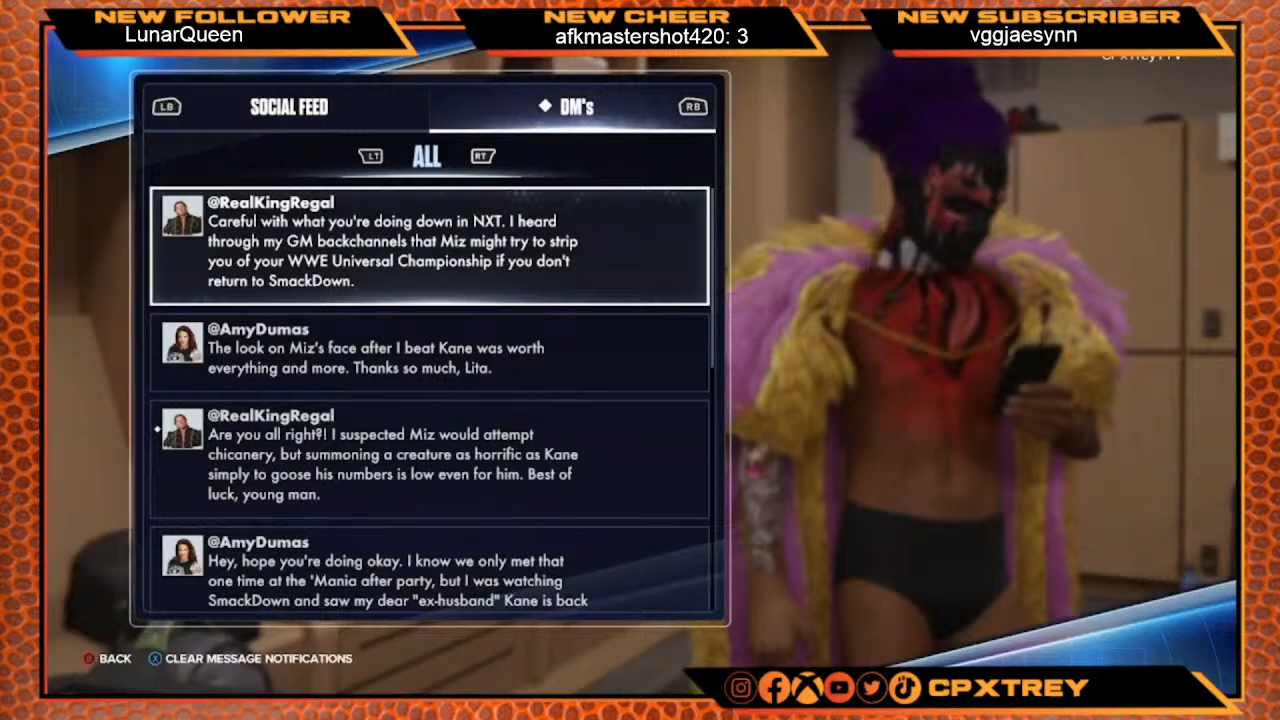 NEW FOLLOWER
LunarQueen
NEW CHEER
afkmastershot420: 3
NEW SUBSCRIBER
vggjaesynn
LB
SOCIAL FEED
DM's
RB
LT
ALL
RT
@RealKingRegal
Careful with what you're doing down in NXT. I heard
through my GM backchannels that Miz might try to strip
you of your WWE Universal Championship if you don't
return to SmackDown.
@AmyDumas
The look on Miz's face after I beat Kane was worth
everything and more. Thanks so much, Lita.
@RealKingRegal
Are you all right?! I suspected Miz would attempt
chicanery, but summoning a creature as horrific as Kane
simply to goose his numbers is low even for him. Best of
luck, young man.
@AmyDumas
Hey, hope you're doing okay. I know we only met that
one time at the 'Mania after party, but I was watching
SmackDown and saw my dear "ex-husband" Kane is back
B BACK
X CLEAR MESSAGE NOTIFICATIONS
CPXTREY